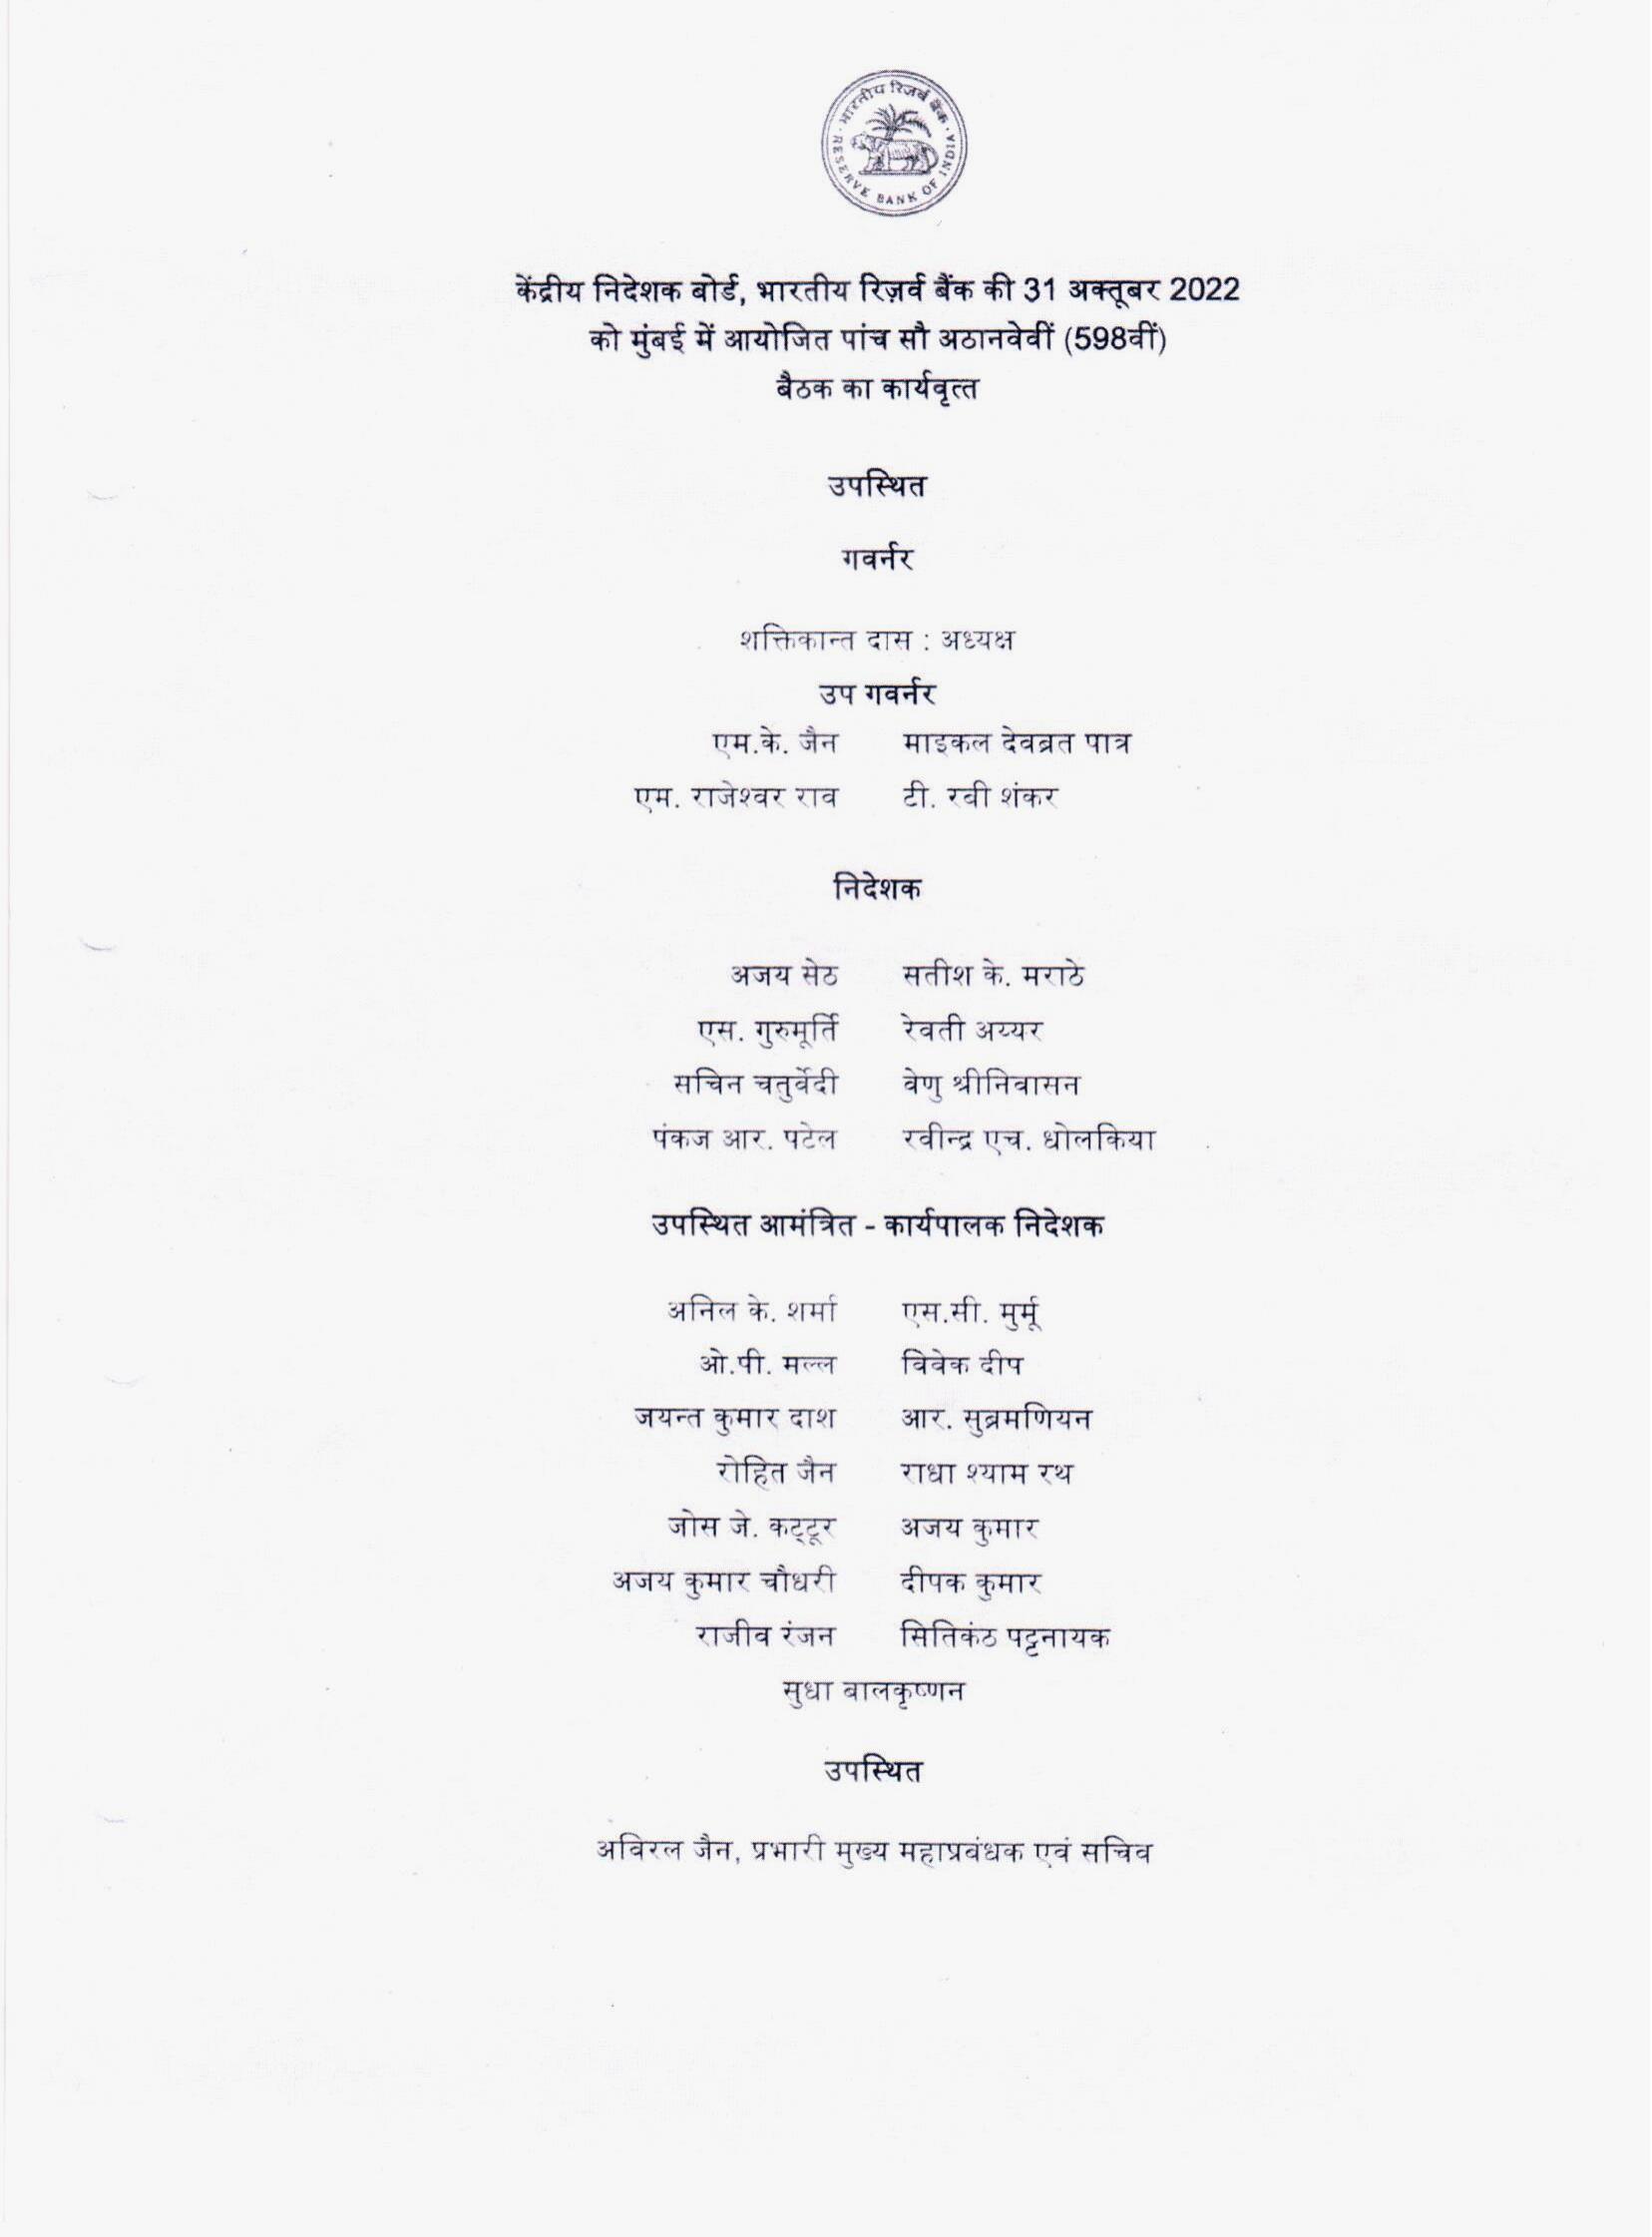 भारतीय रिज़र्व बैंक
RESERVE BANK OF INDIA
केंद्रीय निदेशक बोर्ड, भारतीय रिज़र्व बैंक की 31 अक्तूबर 2022
को मुंबई में आयोजित पांच सौ अठानवेवीं (598वीं)
बैठक का कार्यवृत्त
उपस्थित
गवर्नर
शक्तिकान्त दास : अध्यक्ष
उप गवर्नर
एम.के. जैन माइकल देवब्रत पात्र
एम. राजेश्वर राव टी. रवी शंकर
निदेशक
अजय सेठ सतीश के. मराठे
एस. गुरुमूर्ति रेवती अय्यर
सचिन चतुर्वेदी वेणु श्रीनिवासन
पंकज आर. पटेल रवीन्द्र एच. धोलकिया
उपस्थित आमंत्रित - कार्यपालक निदेशक
अनिल के. शर्मा एस.सी. मुर्मू
ओ.पी. मल्ल विवेक दीप
जयन्त कुमार दाश आर. सुब्रमणियन
रोहित जैन राधा श्याम रथ
जोस जे. कट्टूर अजय कुमार
अजय कुमार चौधरी दीपक कुमार
राजीव रंजन सितिकंठ पट्टनायक
सुधा बालकृष्णन
उपस्थित
अविरल जैन, प्रभारी मुख्य महाप्रबंधक एवं सचिव